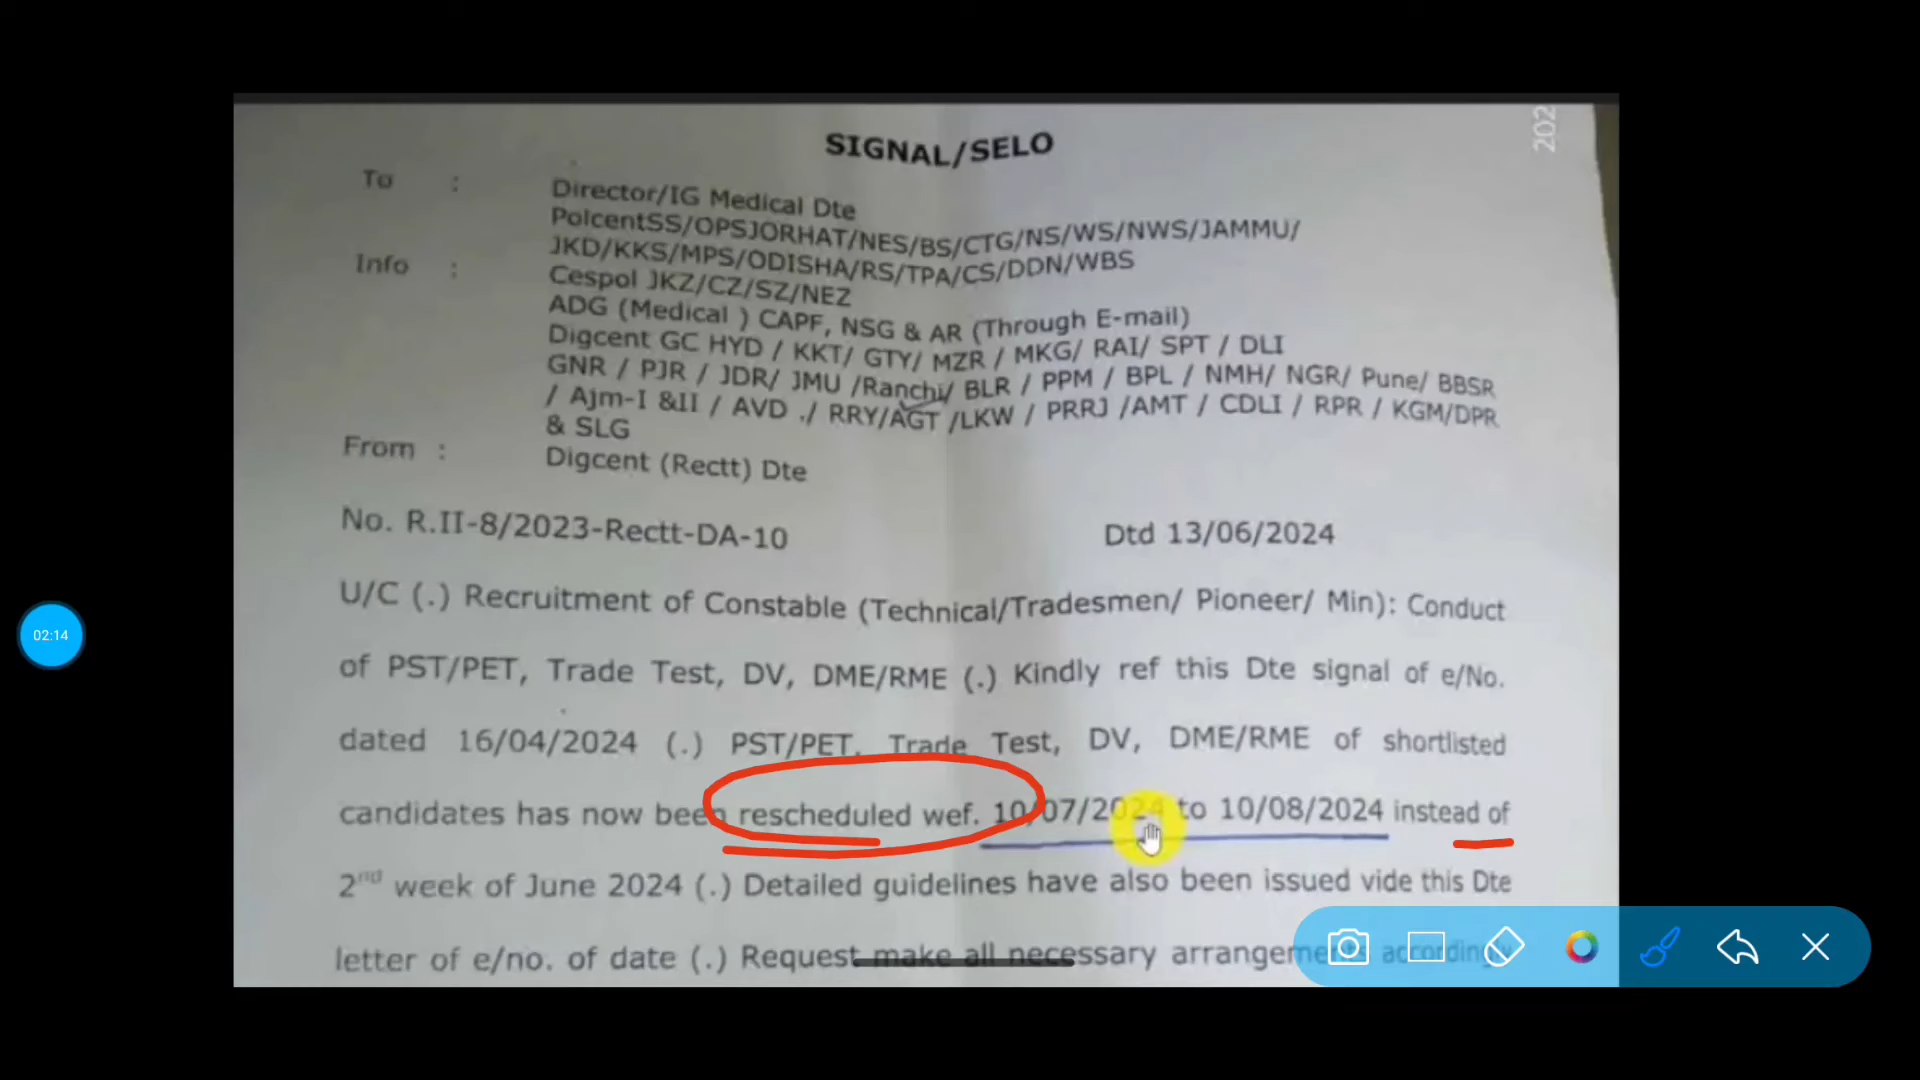 202
SIGNAL/SELO
To : Director/IG Medical Dte
PolcentSS/OPSJORHAT/NES/BS/CTG/NS/WS/NWS/JAMMU/
JKD/KKS/MPS/ODISHA/RS/TPA/CS/DDN/WBS
Info : Cespol JKZ/CZ/SZ/NEZ
ADG (Medical ) CAPF, NSG & AR (Through E-mail)
Digcent GC HYD / KKT/ GTY/ MZR / MKG/ RAI/ SPT / DLI
GNR / PJR / JDR/ JMU /Ranchi/ BLR / PPM / BPL / NMH/ NGR/ Pune/ BBSR
/ Ajm-I &II / AVD ./ RRY/AGT /LKW / PRRJ /AMT / CDLI / RPR / KGM/DPR
& SLG
From : Digcent (Rectt) Dte
No. R.II-8/2023-Rectt-DA-10 Dtd 13/06/2024
U/C (.) Recruitment of Constable (Technical/Tradesmen/ Pioneer/ Min): Conduct
of PST/PET, Trade Test, DV, DME/RME (.) Kindly ref this Dte signal of e/No.
dated 16/04/2024 (.) PST/PET, Trade Test, DV, DME/RME of shortlisted
candidates has now been rescheduled wef. 10/07/2024 to 10/08/2024 instead of
2nd week of June 2024 (.) Detailed guidelines have also been issued vide this Dte
letter of e/no. of date (.) Request make all necessary arrangements accordingly
02:14